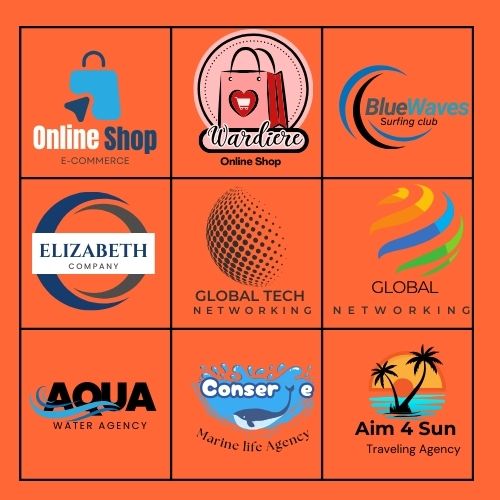 Online Shop
E-COMMERCE
Wardiere
Online Shop
BlueWaves
Surfing club
ELIZABETH
COMPANY
GLOBAL TECH
NETWORKING
GLOBAL
NETWORKING
AQUA
WATER AGENCY
Conser e
Marine life Agency
Aim 4 Sun
Traveling Agency